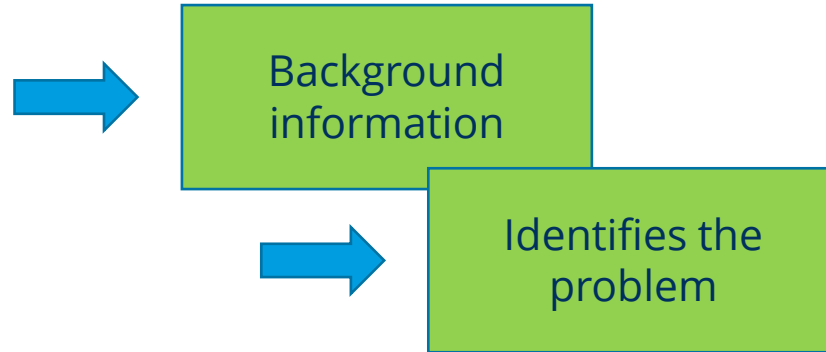 Background
information
Identifies the
problem